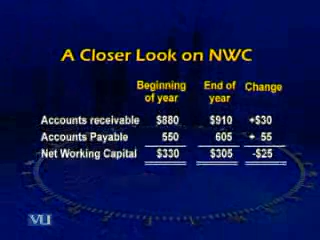 A Closer Look on NWC
Beginning of year End of year Change
Accounts receivable $880 $910 +$30
Accounts Payable 550 605 + 55
Net Working Capital $330 $305 -$25
VU